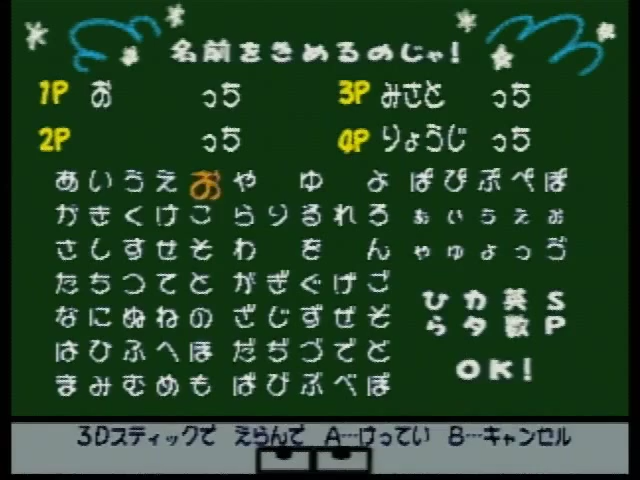 名前をきめるのじゃ!
1P お っち 3P みさと っち
2P っち 4P りょうじ っち
あいうえお や ゆ よ ぱぴぷぺぽ
かきくけこ らりるれろ ぁぃぅぇぉ
さしすせそ わ を ん ゃゅょっゔ
たちつてと がぎぐげご
なにぬねの ざじずぜぞ ひら カタ 英数 SP
はひふへほ だぢづでど OK!
まみむめも ばびぶべぼ
3Dスティックで えらんで A…けってい B…キャンセル